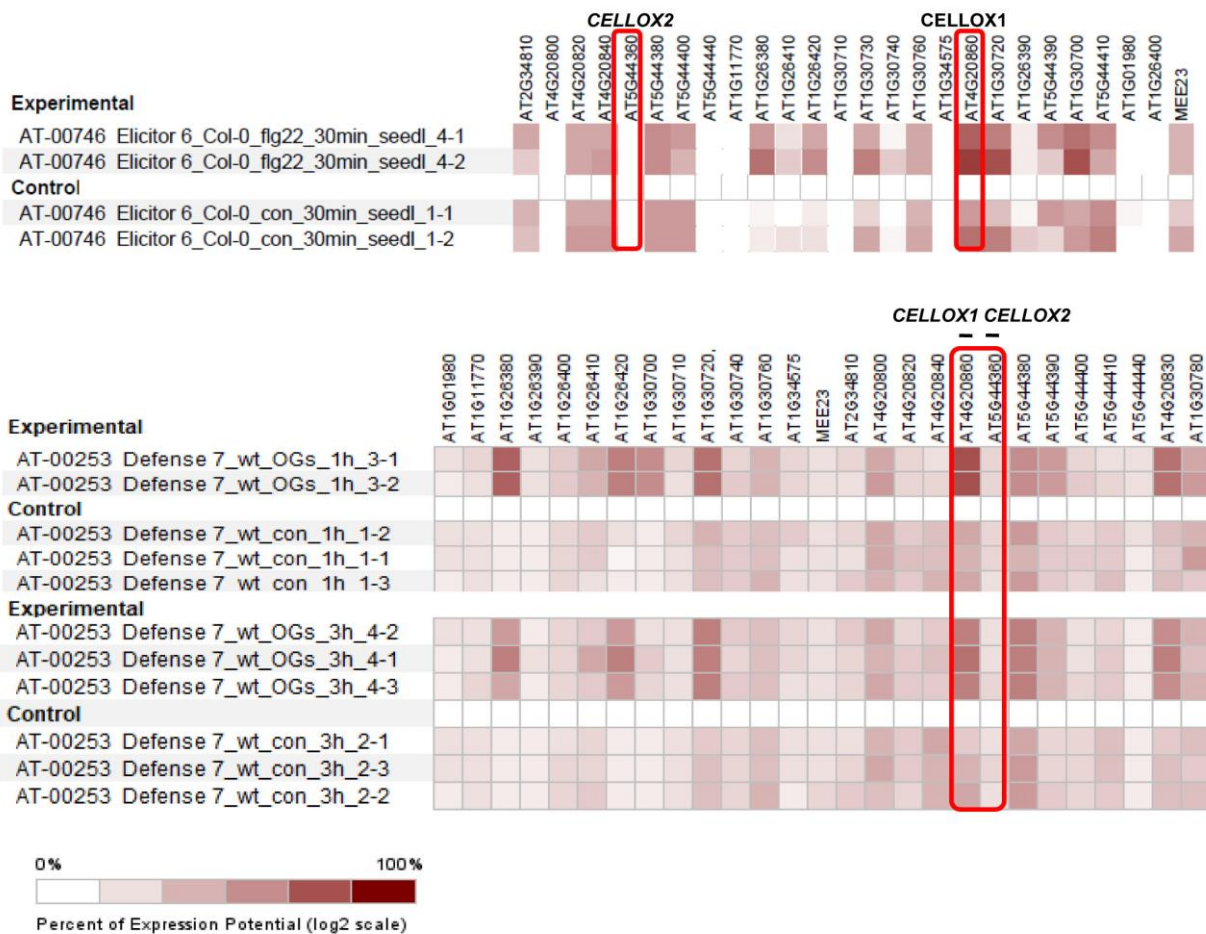 CELLOX2 CELLOX1
AT2G34810 AT4G20800 AT4G20820 AT4G20840 AT5G44360 AT5G44380 AT5G44400 AT5G44440 AT1G11770 AT1G26380 AT1G26410 AT1G26420 AT1G30710 AT1G30730 AT1G30740 AT1G30760 AT1G34575 AT4G20860 AT1G30720 AT1G26390 AT5G44390 AT1G30700 AT5G44410 AT1G01980 AT1G26400 MEE23
Experimental
AT-00746 Elicitor 6_Col-0_flg22_30min_seedl_4-1
AT-00746 Elicitor 6_Col-0_flg22_30min_seedl_4-2
Control
AT-00746 Elicitor 6_Col-0_con_30min_seedl_1-1
AT-00746 Elicitor 6_Col-0_con_30min_seedl_1-2
CELLOX1 CELLOX2
AT1G01980 AT1G11770 AT1G26380 AT1G26390 AT1G26400 AT1G26410 AT1G26420 AT1G30700 AT1G30710 AT1G30720, AT1G30740 AT1G30760 AT1G34575 MEE23 AT2G34810 AT4G20800 AT4G20820 AT4G20840 AT4G20860 AT5G44360 AT5G44380 AT5G44390 AT5G44400 AT5G44410 AT5G44440 AT4G20830 AT1G30780
Experimental
AT-00253 Defense 7_wt_OGs_1h_3-1
AT-00253 Defense 7_wt_OGs_1h_3-2
Control
AT-00253 Defense 7_wt_con_1h_1-2
AT-00253 Defense 7_wt_con_1h_1-1
AT-00253 Defense 7_wt_con_1h_1-3
Experimental
AT-00253 Defense 7_wt_OGs_3h_4-2
AT-00253 Defense 7_wt_OGs_3h_4-1
AT-00253 Defense 7_wt_OGs_3h_4-3
Control
AT-00253 Defense 7_wt_con_3h_2-1
AT-00253 Defense 7_wt_con_3h_2-3
AT-00253 Defense 7_wt_con_3h_2-2
0% 100%
Percent of Expression Potential (log2 scale)